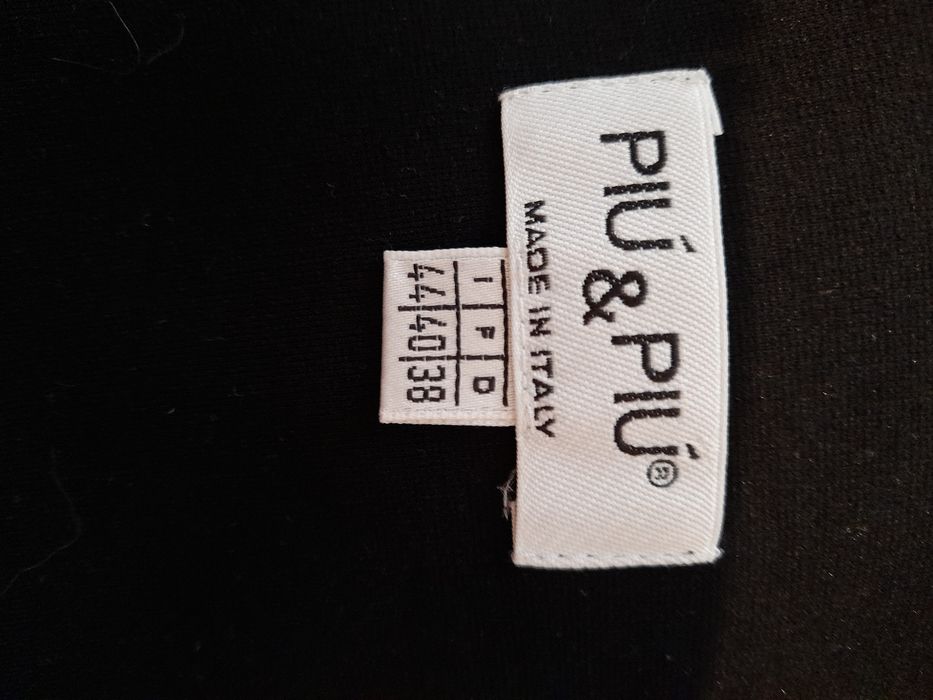 PIÚ & PIÚ®
MADE IN ITALY
I F D
44 40 38